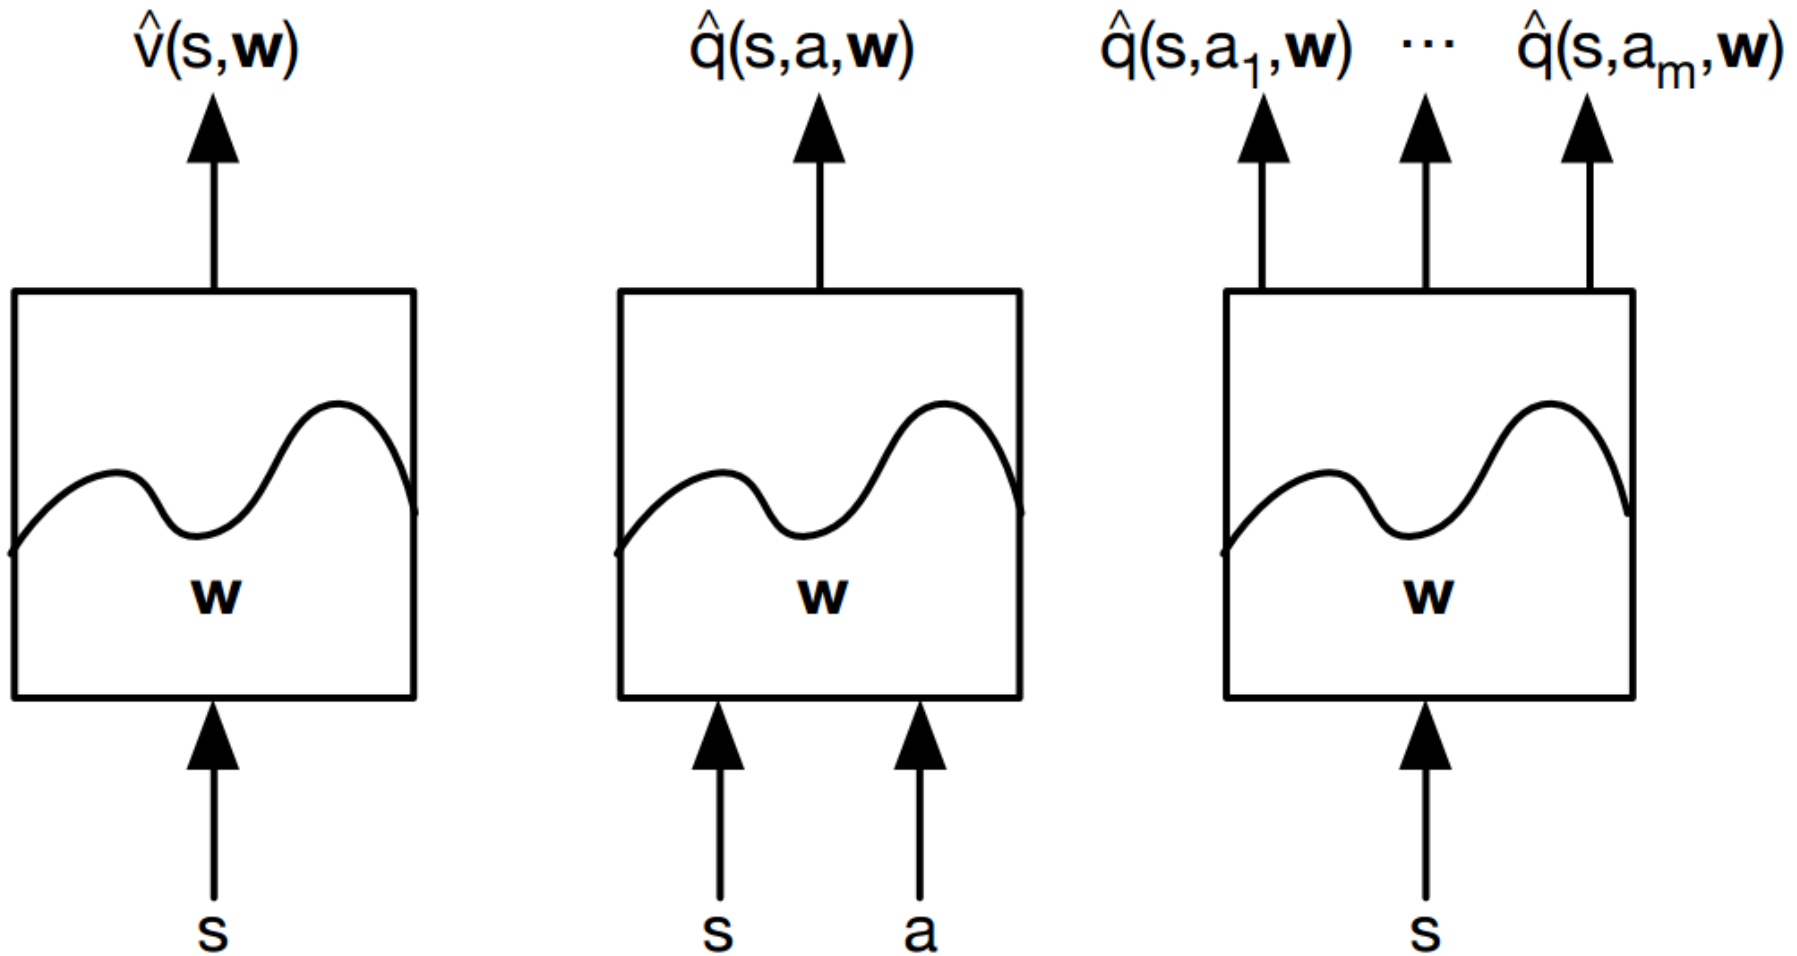 v̂(s,w) q̂(s,a,w) q̂(s,a₁,w) ··· q̂(s,aₘ,w)
w w w
s s a s